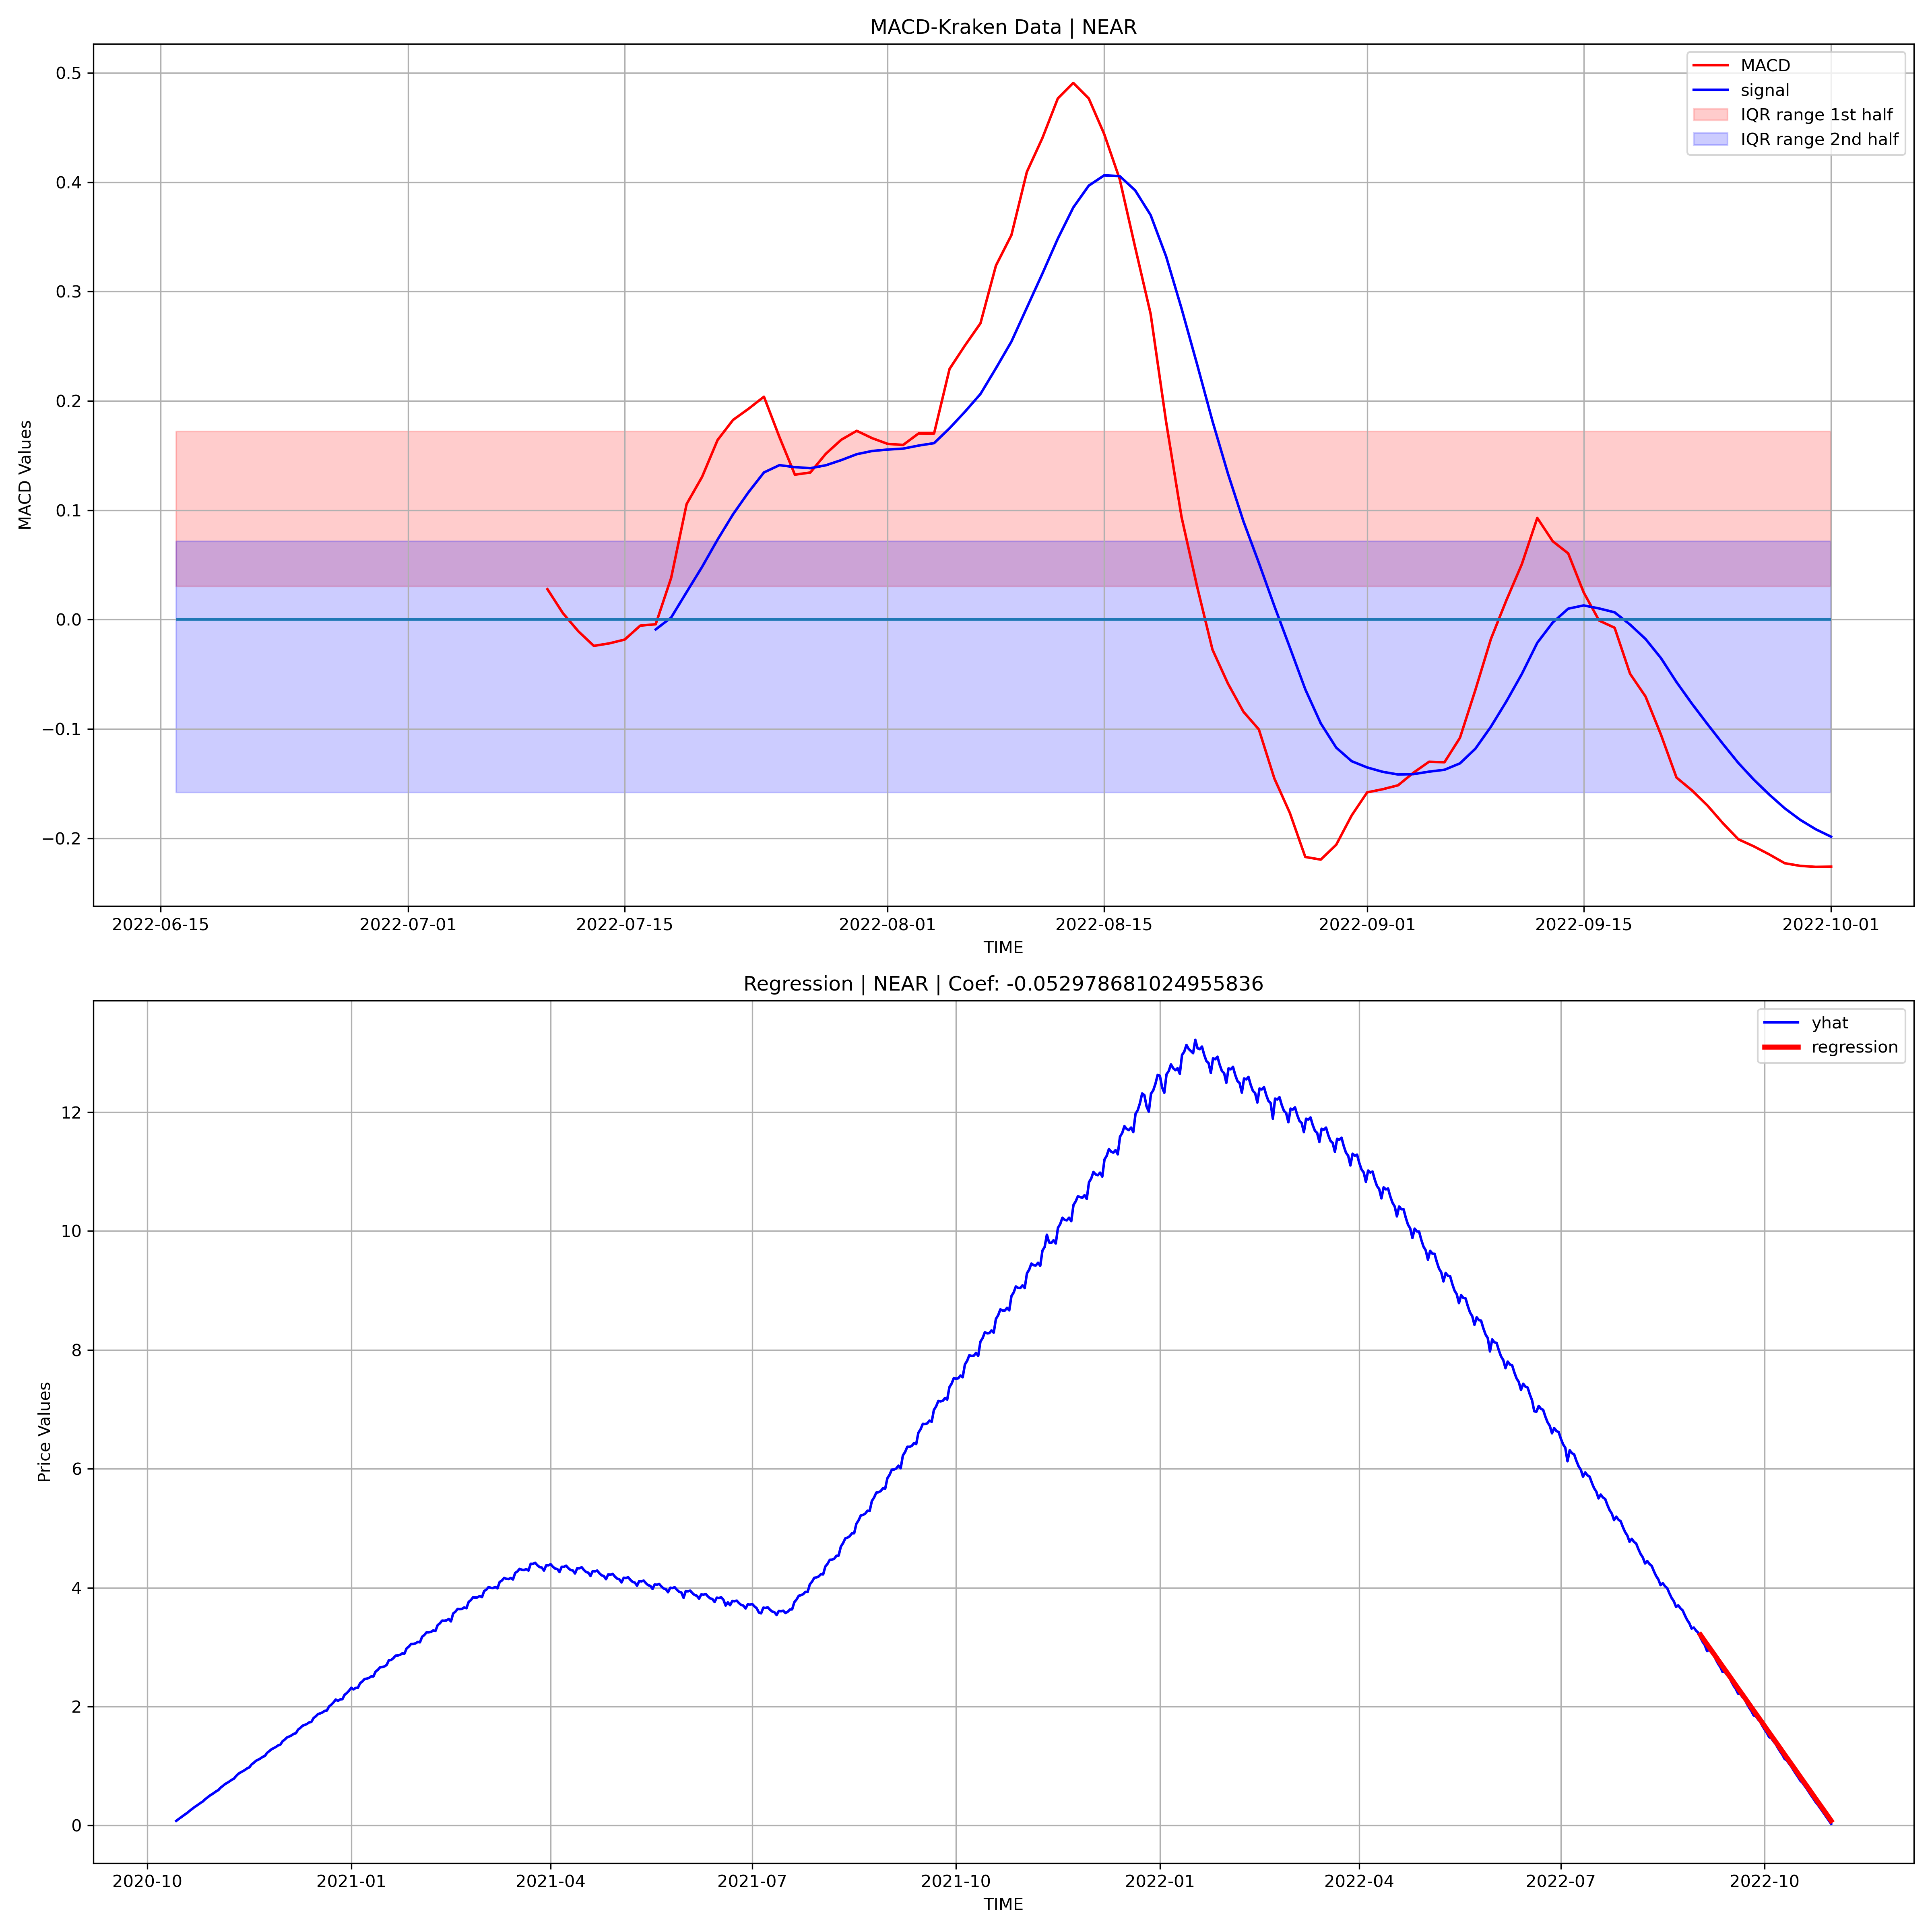 MACD-Kraken Data | NEAR
MACD
signal
IQR range 1st half
IQR range 2nd half
MACD Values
0.5
0.4
0.3
0.2
0.1
0.0
−0.1
−0.2
2022-06-15 2022-07-01 2022-07-15 2022-08-01 2022-08-15 2022-09-01 2022-09-15 2022-10-01
TIME
Regression | NEAR | Coef: -0.052978681024955836
yhat
regression
Price Values
12
10
8
6
4
2
0
2020-10 2021-01 2021-04 2021-07 2021-10 2022-01 2022-04 2022-07 2022-10
TIME